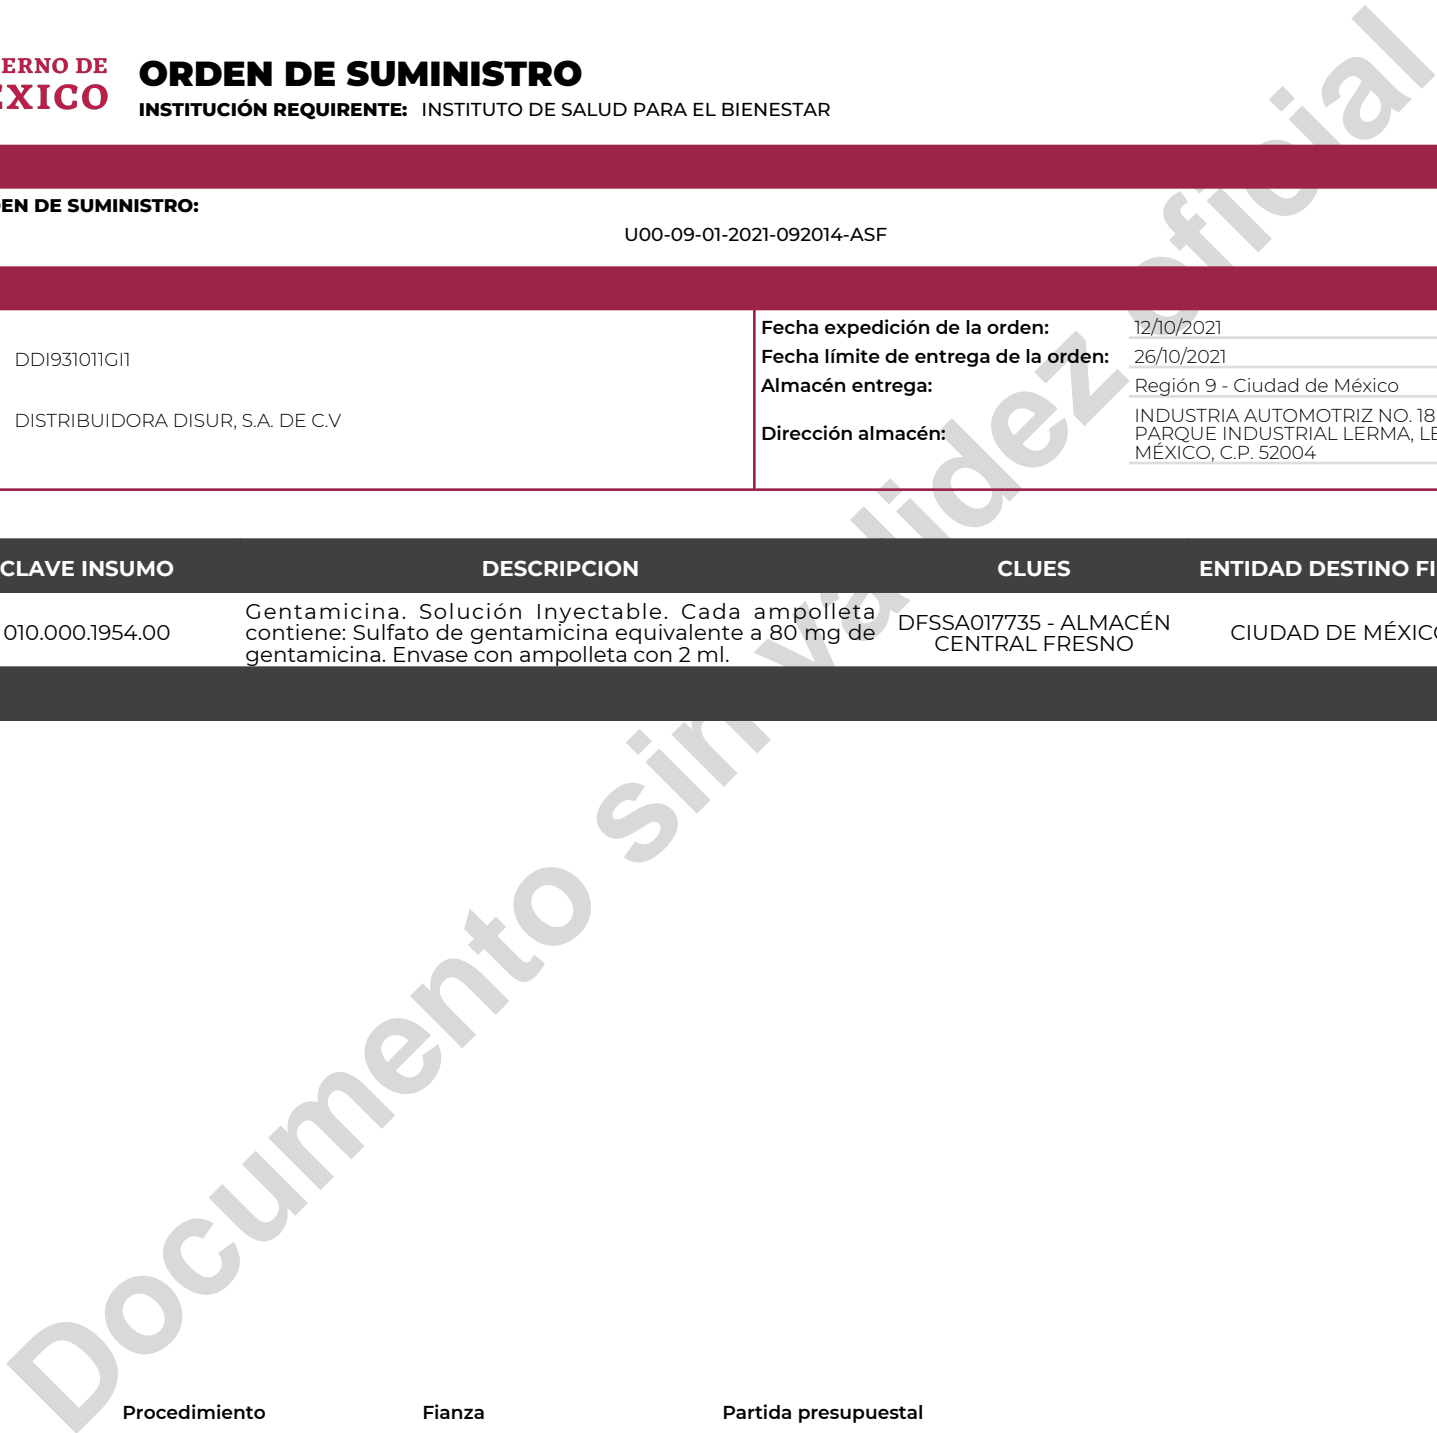 ERNO DE
ÉXICO
ORDEN DE SUMINISTRO
INSTITUCIÓN REQUIRENTE: INSTITUTO DE SALUD PARA EL BIENESTAR
EN DE SUMINISTRO:
U00-09-01-2021-092014-ASF
DDI931011GI1
DISTRIBUIDORA DISUR, S.A. DE C.V
Fecha expedición de la orden: 12/10/2021
Fecha límite de entrega de la orden: 26/10/2021
Almacén entrega: Región 9 - Ciudad de México
Dirección almacén:
INDUSTRIA AUTOMOTRIZ NO. 18
PARQUE INDUSTRIAL LERMA, LE
MÉXICO, C.P. 52004
CLAVE INSUMO DESCRIPCION CLUES ENTIDAD DESTINO FI
010.000.1954.00
Gentamicina. Solución Inyectable. Cada ampolleta
contiene: Sulfato de gentamicina equivalente a 80 mg de
gentamicina. Envase con ampolleta con 2 ml.
DFSSA017735 - ALMACÉN
CENTRAL FRESNO
CIUDAD DE MÉXICO
Documento sin validez oficial
Procedimiento Fianza Partida presupuestal